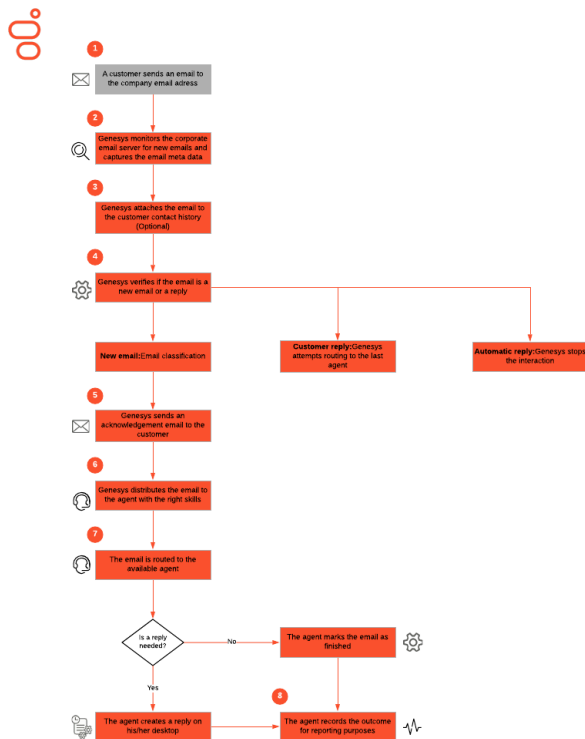 1
A customer sends an email to
the company email adress
2
Genesys monitors the corporate
email server for new emails and
captures the email meta data
3
Genesys attaches the email to
the customer contact history
(Optional)
4
Genesys verifies if the email is a
new email or a reply
New email:Email classification
Customer reply:Genesys
attempts routing to the last
agent
Automatic reply:Genesys stops
the interaction
5
Genesys sends an
acknowledgement email to the
customer
6
Genesys distributes the email to
the agent with the right skills
7
The email is routed to the
available agent
Is a reply
needed?
No
The agent marks the email as
finished
Yes
8
The agent creates a reply on
his/her desktop
The agent records the outcome
for reporting purposes